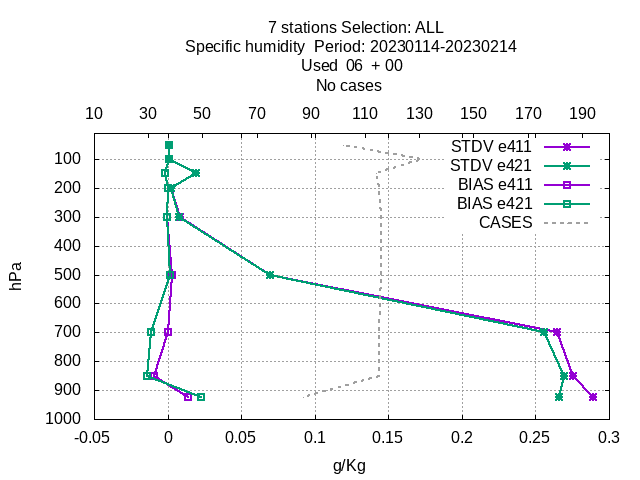 7 stations Selection: ALL
Specific humidity  Period: 20230114-20230214
Used  06  + 00
No cases
10 30 50 70 90 110 130 150 170 190
STDV e411
STDV e421
BIAS e411
BIAS e421
CASES
100
200
300
400
500
600
700
800
900
1000
hPa
-0.05 0 0.05 0.1 0.15 0.2 0.25 0.3
g/Kg